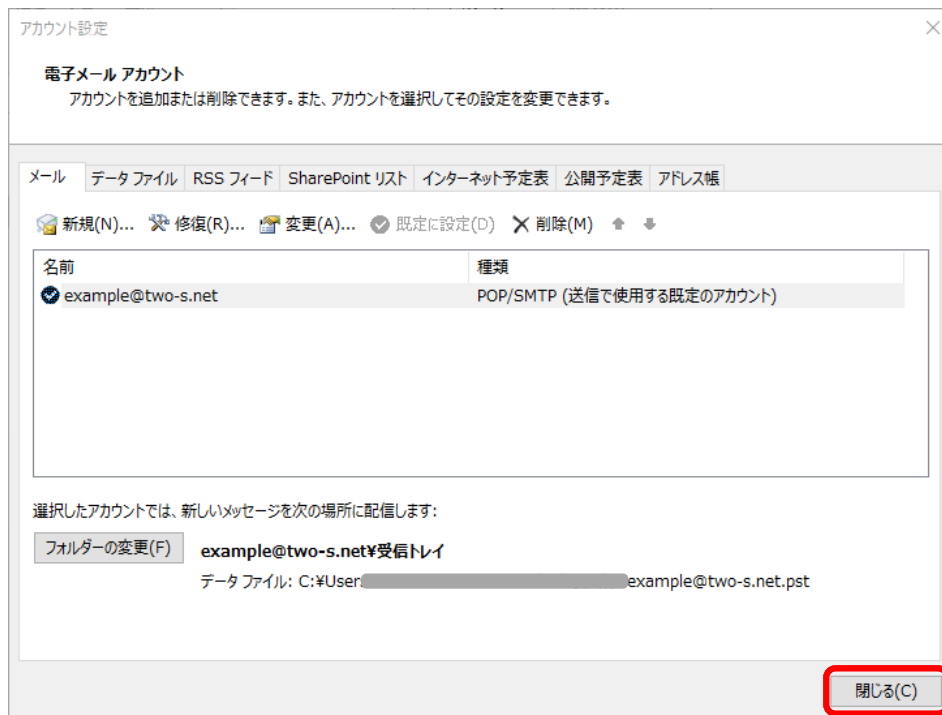 アカウント設定
電子メール アカウント
アカウントを追加または削除できます。また、アカウントを選択してその設定を変更できます。
メール データ ファイル RSS フィード SharePoint リスト インターネット予定表 公開予定表 アドレス帳
新規(N)... 修復(R)... 変更(A)... 既定に設定(D) 削除(M)
名前 種類
example@two-s.net POP/SMTP (送信で使用する既定のアカウント)
選択したアカウントでは、新しいメッセージを次の場所に配信します:
フォルダーの変更(F) example@two-s.net¥受信トレイ
データ ファイル: C:¥User example@two-s.net.pst
閉じる(C)